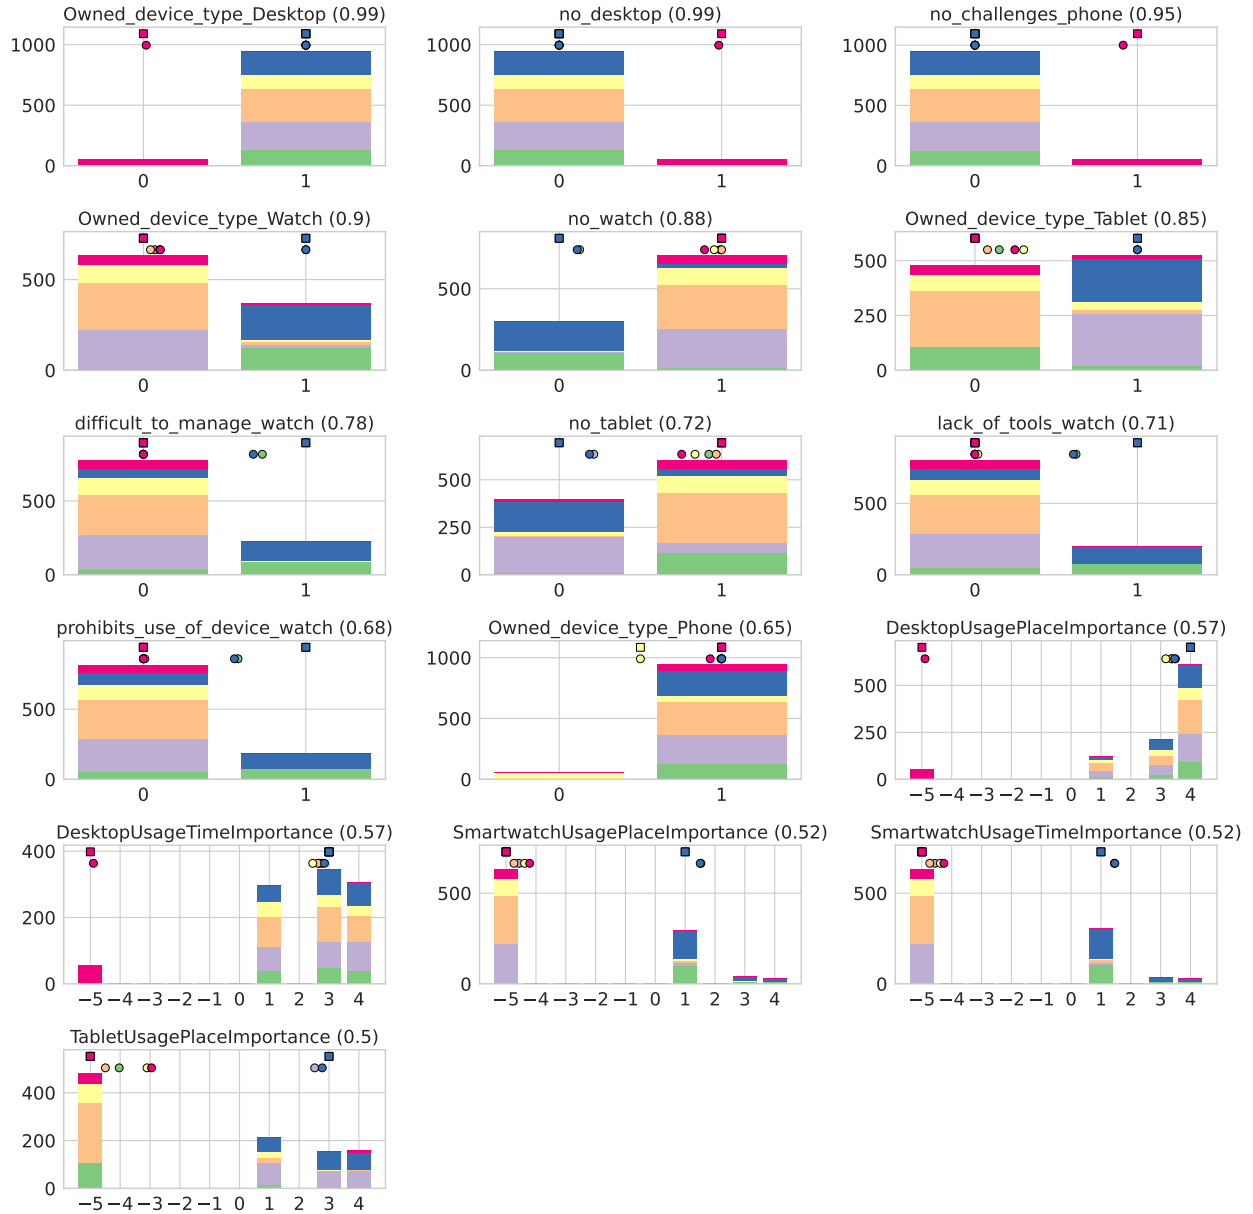 Owned_device_type_Desktop (0.99) no_desktop (0.99) no_challenges_phone (0.95)
1000 1000 1000
500 500 500
0 0 0
0 1 0 1 0 1
Owned_device_type_Watch (0.9) no_watch (0.88) Owned_device_type_Tablet (0.85)
500 500 500
250
0 0 0
0 1 0 1 0 1
difficult_to_manage_watch (0.78) no_tablet (0.72) lack_of_tools_watch (0.71)
500 500 500
250
0 0 0
0 1 0 1 0 1
prohibits_use_of_device_watch (0.68) Owned_device_type_Phone (0.65) DesktopUsagePlaceImportance (0.57)
1000
500 500 500
250
0 0 0
0 1 0 1 −5 −4 −3 −2 −1 0 1 2 3 4
DesktopUsageTimeImportance (0.57) SmartwatchUsagePlaceImportance (0.52) SmartwatchUsageTimeImportance (0.52)
400
500 500
200
0 0 0
−5 −4 −3 −2 −1 0 1 2 3 4 −5 −4 −3 −2 −1 0 1 2 3 4 −5 −4 −3 −2 −1 0 1 2 3 4
TabletUsagePlaceImportance (0.5)
400
200
0
−5 −4 −3 −2 −1 0 1 2 3 4